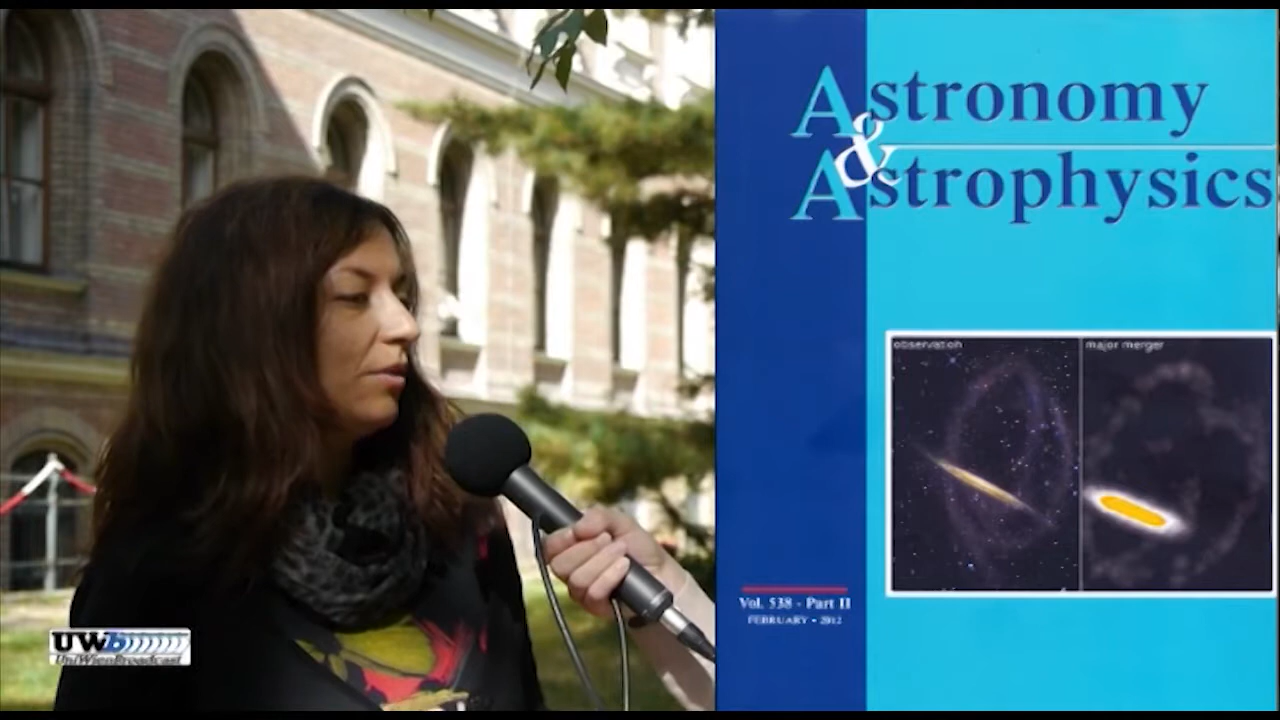 Astronomy
&
Astrophysics
observation
major merger
Vol. 538 - Part II
FEBRUARY • 2012
UWb
UniWienBroadcast